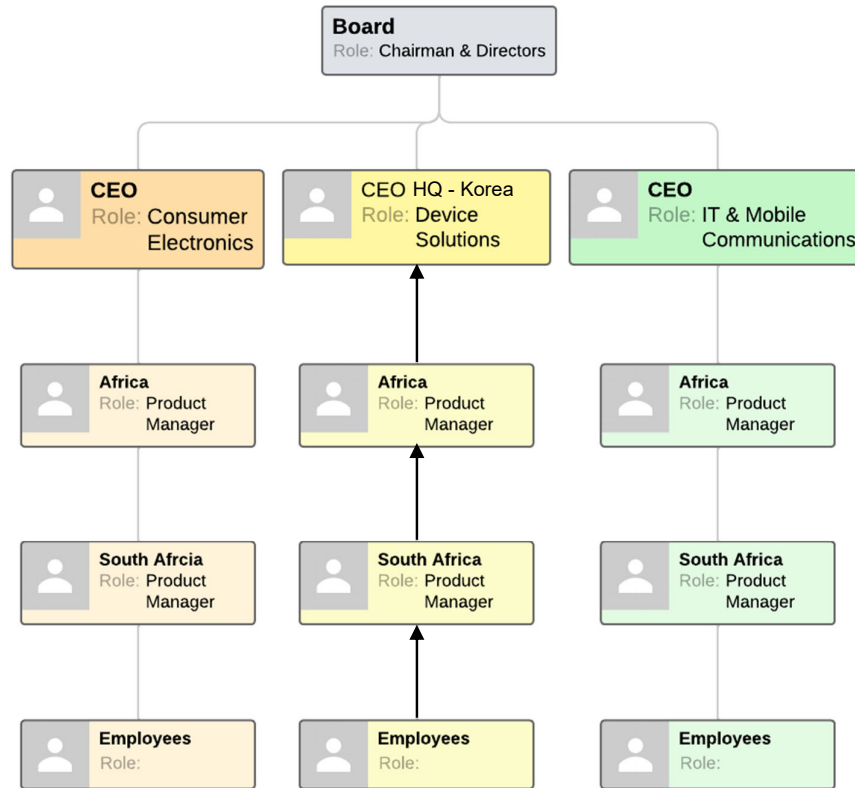 Board
Role: Chairman & Directors
CEO
Role: Consumer
Electronics
CEO HQ - Korea
Role: Device
Solutions
CEO
Role: IT & Mobile
Communications
Africa
Role: Product
Manager
Africa
Role: Product
Manager
Africa
Role: Product
Manager
South Afrcia
Role: Product
Manager
South Africa
Role: Product
Manager
South Africa
Role: Product
Manager
Employees
Role:
Employees
Role:
Employees
Role: